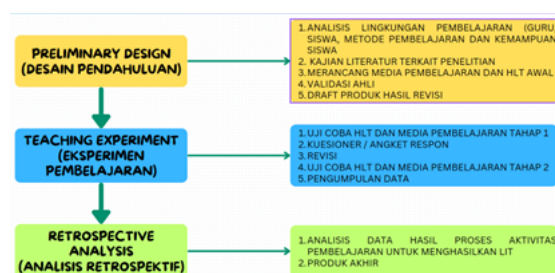 PRELIMINARY DESIGN
(DESAIN PENDAHULUAN)
1.ANALISIS LINGKUNGAN PEMBELAJARAN (GURU,
SISWA, METODE PEMBELAJARAN DAN KEMAMPUAN
SISWA
2. KAJIAN LITERATUR TERKAIT PENELITIAN
3.MERANCANG MEDIA PEMBELAJARAN DAN HLT AWAL
4.VALIDASI AHLI
5.DRAFT PRODUK HASIL REVISI
TEACHING EXPERIMENT
(EKSPERIMEN
PEMBELAJARAN)
1.UJI COBA HLT DAN MEDIA PEMBELAJARAN TAHAP 1
2.KUESIONER / ANGKET RESPON
3.REVISI
4.UJI COBA HLT DAN MEDIA PEMBELAJARAN TAHAP 2
5.PENGUMPULAN DATA
RETROSPECTIVE
ANALYSIS
(ANALISIS RETROSPEKTIF)
1.ANALISIS DATA HASIL PROSES AKTIVITAS
PEMBELAJARAN UNTUK MENGHASILKAN LIT
2.PRODUK AKHIR